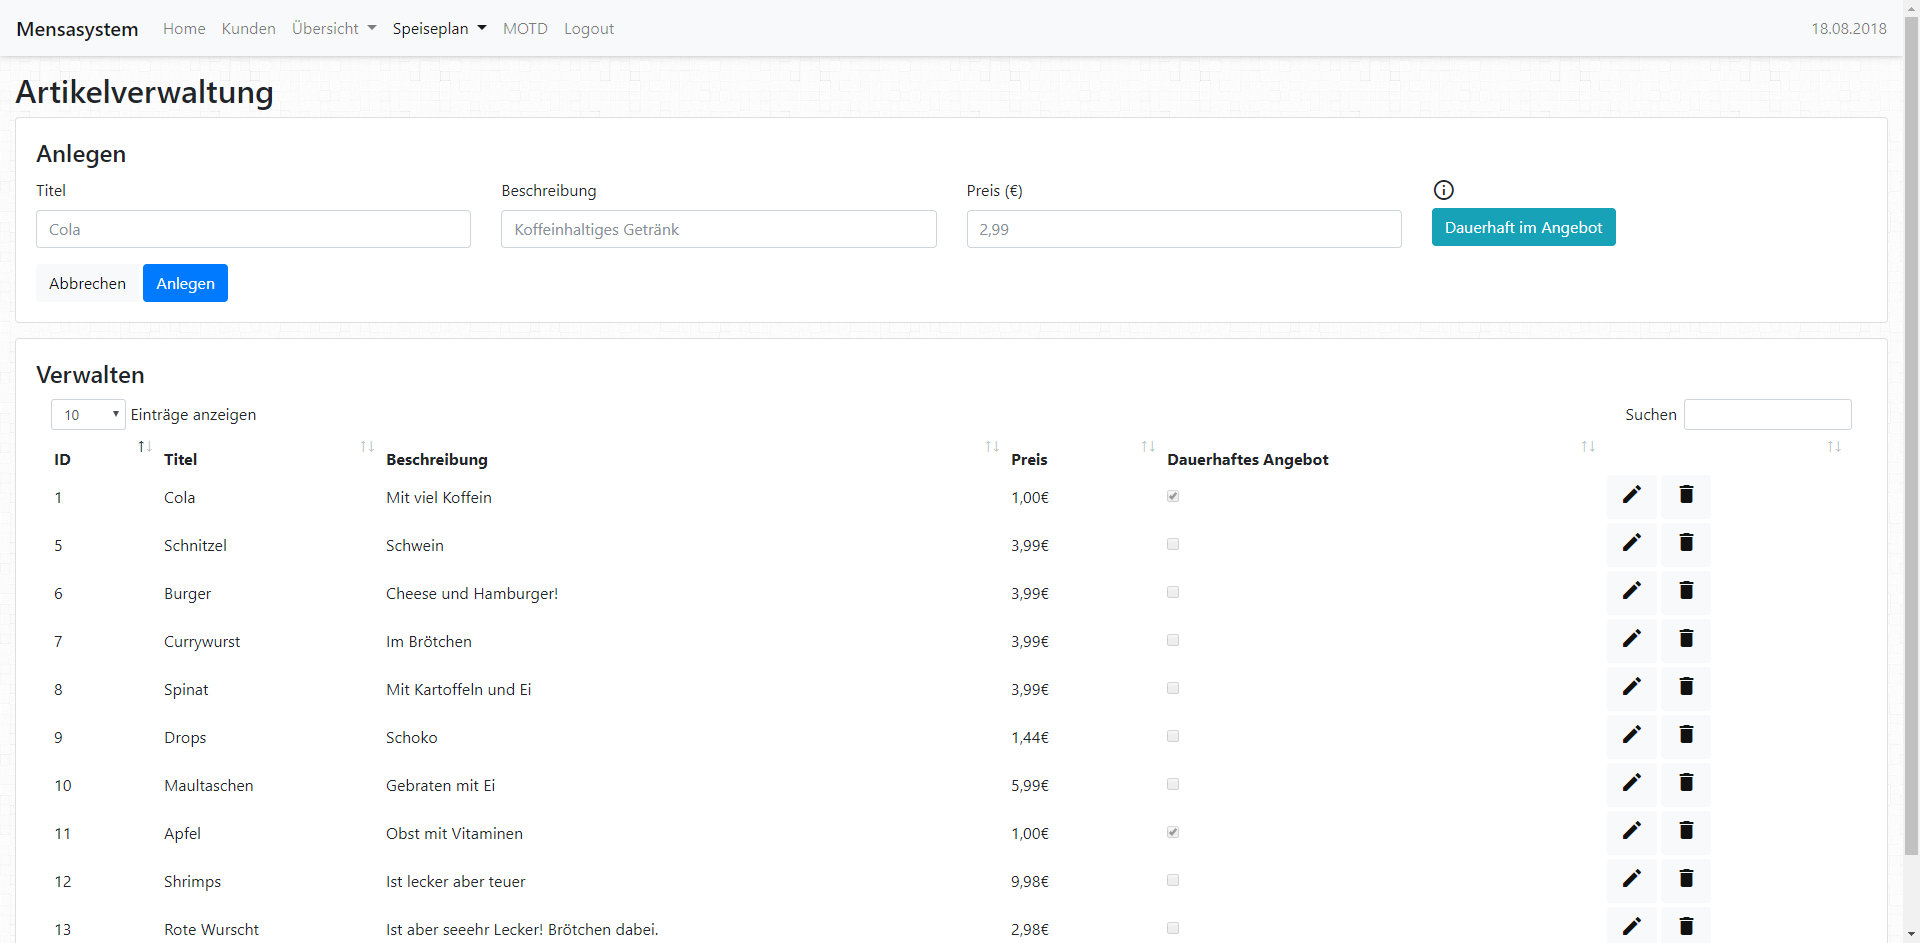 Mensasystem Home Kunden Übersicht Speiseplan MOTD Logout 18.08.2018
Artikelverwaltung
Anlegen
Titel Beschreibung Preis (€)
Cola Koffeinhaltiges Getränk 2,99 Dauerhaft im Angebot
Abbrechen Anlegen
Verwalten
10 Einträge anzeigen Suchen
ID Titel Beschreibung Preis Dauerhaftes Angebot
1 Cola Mit viel Koffein 1,00€
5 Schnitzel Schwein 3,99€
6 Burger Cheese und Hamburger! 3,99€
7 Currywurst Im Brötchen 3,99€
8 Spinat Mit Kartoffeln und Ei 3,99€
9 Drops Schoko 1,44€
10 Maultaschen Gebraten mit Ei 5,99€
11 Apfel Obst mit Vitaminen 1,00€
12 Shrimps Ist lecker aber teuer 9,98€
13 Rote Wurscht Ist aber seeehr Lecker! Brötchen dabei. 2,98€